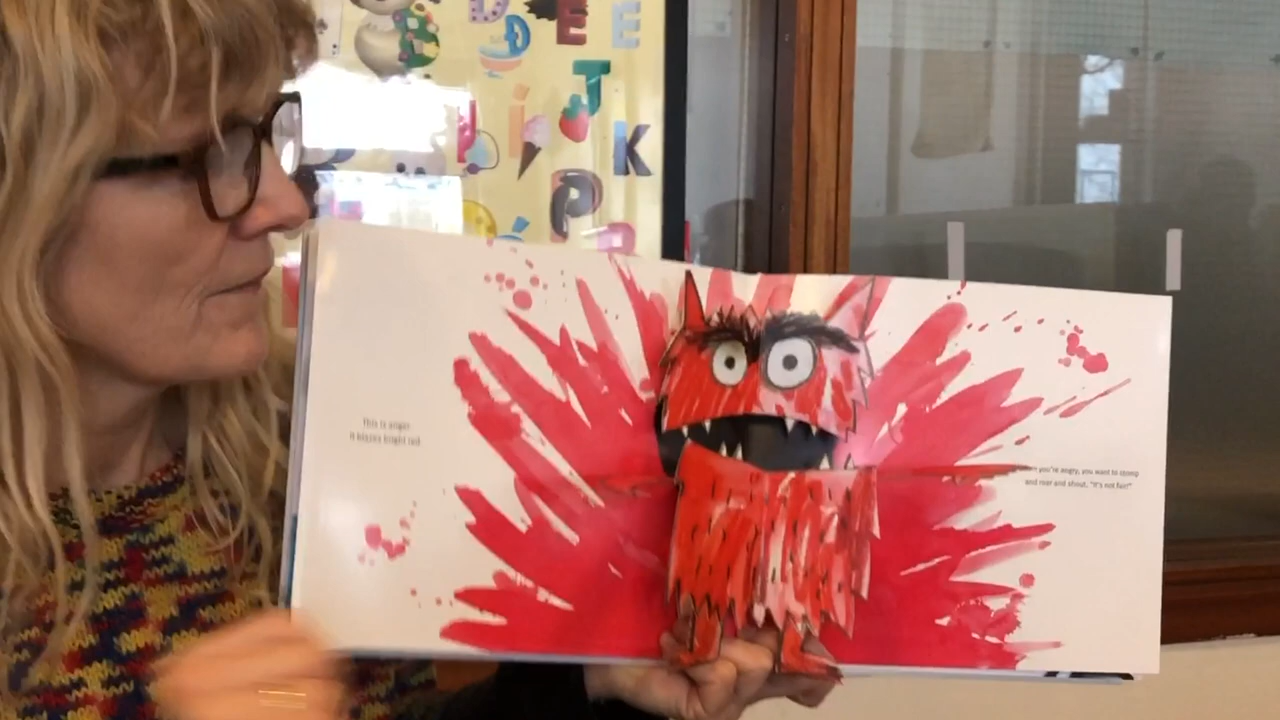 D E E
Đ
J
I i K
P
R
This is anger.
It blazes bright red
you're angry, you want to stomp
and roar and shout, "It's not fair!"